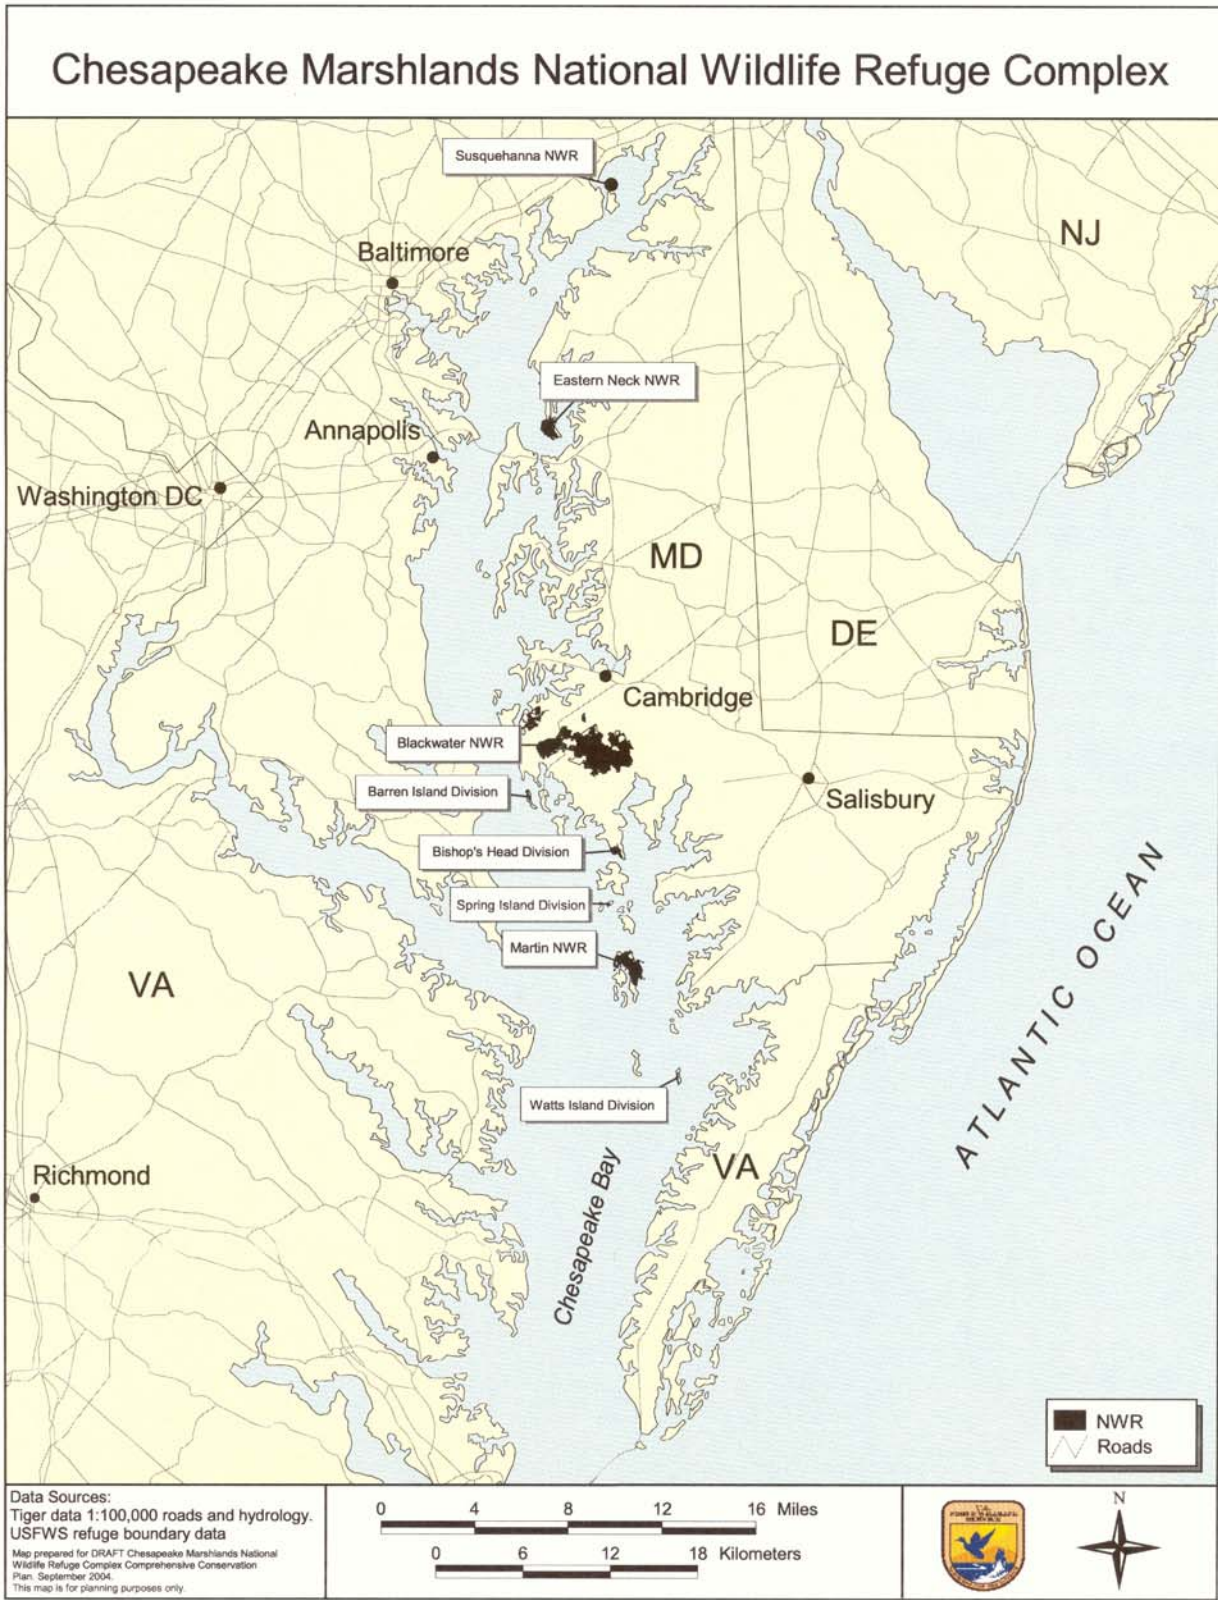 Chesapeake Marshlands National Wildlife Refuge Complex
Susquehanna NWR
NJ
Baltimore
Eastern Neck NWR
Annapolis
Washington DC
MD
DE
Cambridge
Blackwater NWR
Barren Island Division
Salisbury
Bishop's Head Division
Spring Island Division
Martin NWR
VA
ATLANTIC OCEAN
Watts Island Division
VA
Richmond
Chesapeake Bay
NWR
Roads
Data Sources:
Tiger data 1:100,000 roads and hydrology.
USFWS refuge boundary data
Map prepared for DRAFT Chesapeake Marshlands National
Wildlife Refuge Complex Comprehensive Conservation
Plan. September 2004.
This map is for planning purposes only.
0 4 8 12 16 Miles
0 6 12 18 Kilometers
FISH & WILDLIFE
SERVICE
N